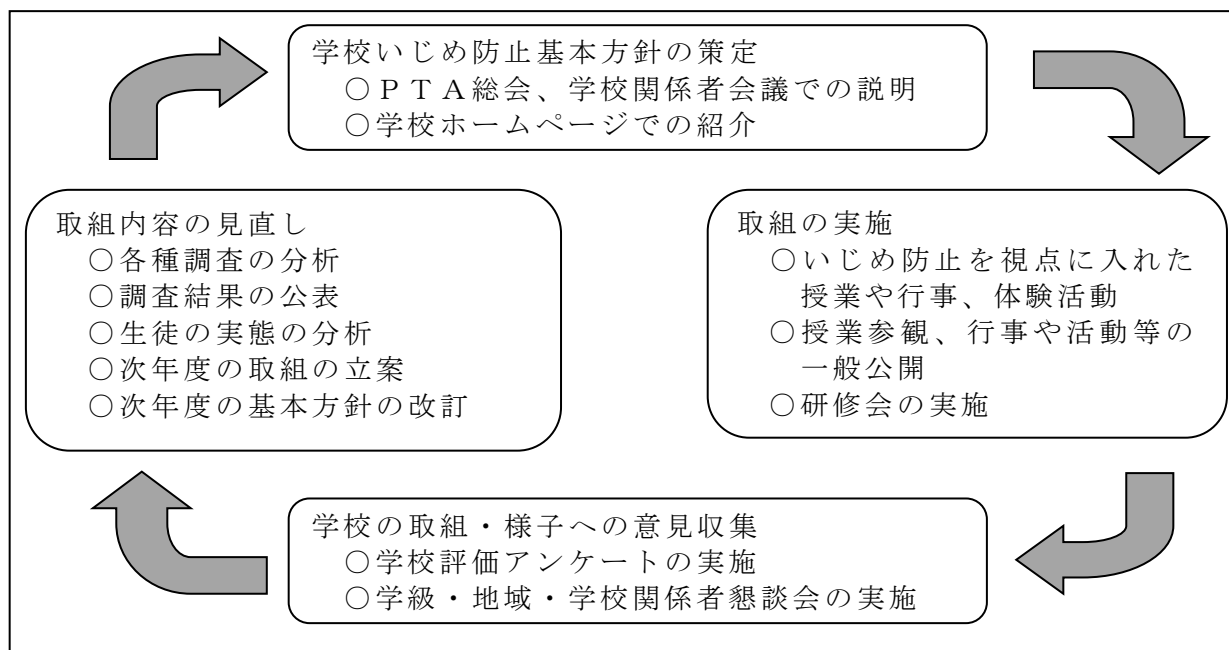 学校いじめ防止基本方針の策定
○ＰＴＡ総会、学校関係者会議での説明
○学校ホームページでの紹介
取組の実施
○いじめ防止を視点に入れた
授業や行事、体験活動
○授業参観、行事や活動等の
一般公開
○研修会の実施
学校の取組・様子への意見収集
○学校評価アンケートの実施
○学級・地域・学校関係者懇談会の実施
取組内容の見直し
○各種調査の分析
○調査結果の公表
○生徒の実態の分析
○次年度の取組の立案
○次年度の基本方針の改訂